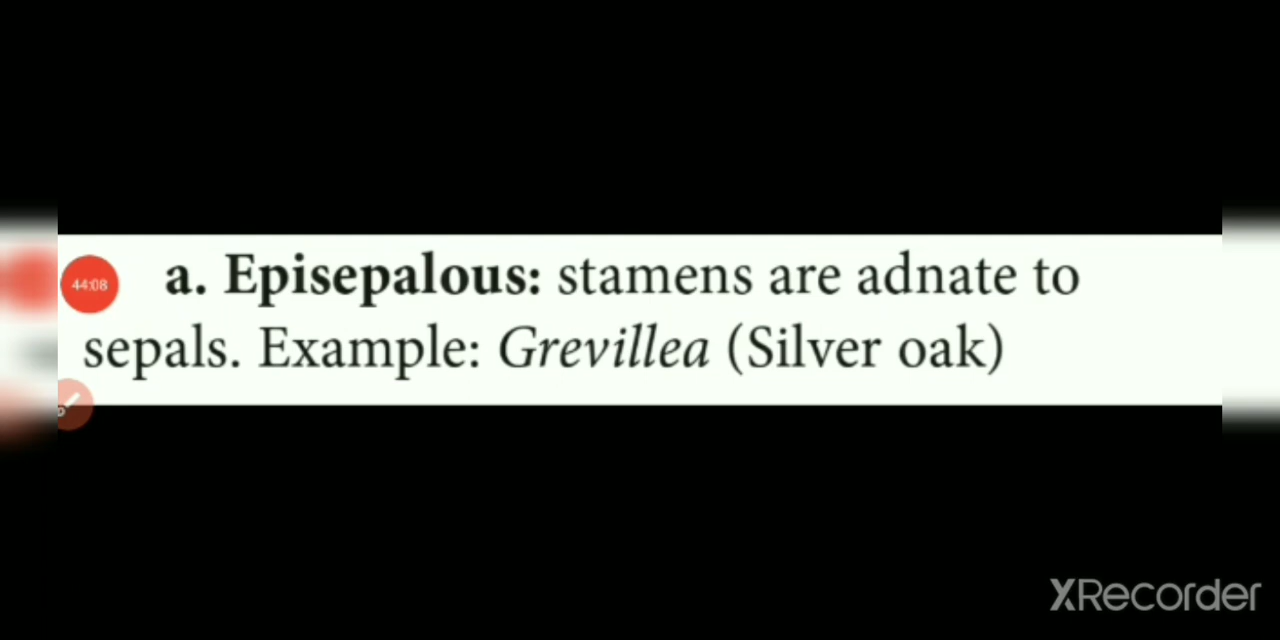 44:08
a. Episepalous: stamens are adnate to
sepals. Example: Grevillea (Silver oak)
XRecorder